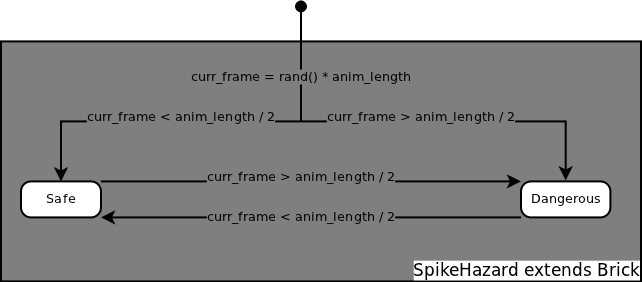 curr_frame = rand() * anim_length
curr_frame < anim_length / 2
curr_frame > anim_length / 2
curr_frame > anim_length / 2
Safe
Dangerous
curr_frame < anim_length / 2
SpikeHazard extends Brick